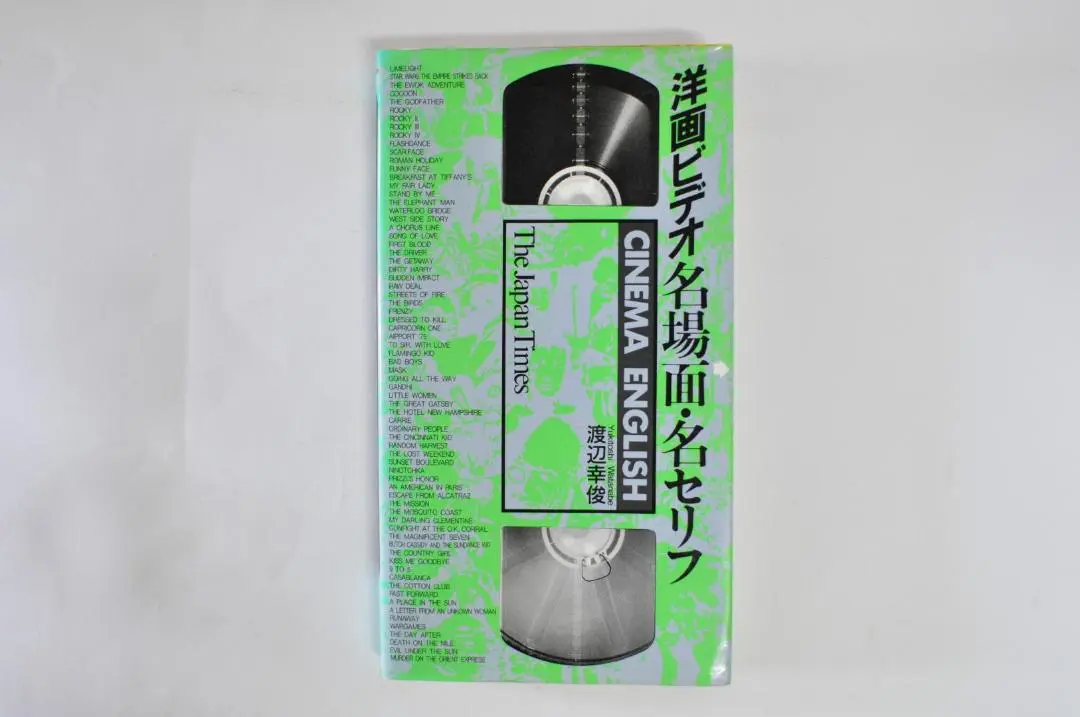 洋画ビデオ名場面・名セリフ
CINEMA ENGLISH
Yukitoshi Watanabe
渡辺幸俊
The Japan Times
LIMELIGHT
STAR WARS THE EMPIRE STRIKES BACK
THE EWOK ADVENTURE
COCOON
THE GODFATHER
ROCKY
ROCKY II
ROCKY III
ROCKY IV
FLASHDANCE
SCARFACE
ROMAN HOLIDAY
FUNNY FACE
BREAKFAST AT TIFFANY'S
MY FAIR LADY
STAND BY ME
THE ELEPHANT MAN
WATERLOO BRIDGE
WEST SIDE STORY
A CHORUS LINE
SONG OF LOVE
FIRST BLOOD
THE DRIVER
THE GETAWAY
DIRTY HARRY
SUDDEN IMPACT
RAW DEAL
STREETS OF FIRE
THE BIRDS
FRENZY
DRESSED TO KILL
CAPRICORN ONE
AIRPORT '75
TO SIR, WITH LOVE
FLAMINGO KID
BAD BOYS
MASK
GOING ALL THE WAY
GANDHI
LITTLE WOMEN
THE GREAT GATSBY
THE HOTEL NEW HAMPSHIRE
CARRIE
ORDINARY PEOPLE
THE CINCINNATI KID
RANDOM HARVEST
THE LOST WEEKEND
SUNSET BOULEVARD
NINOTCHKA
PRIZZI'S HONOR
AN AMERICAN IN PARIS
ESCAPE FROM ALCATRAZ
THE MISSION
THE MOSQUITO COAST
MY DARLING CLEMENTINE
GUNFIGHT AT THE O.K. CORRAL
THE MAGNIFICENT SEVEN
BUTCH CASSIDY AND THE SUNDANCE KID
THE COUNTRY GIRL
KISS ME GOODBYE
9 TO 5
CASABLANCA
THE COTTON CLUB
FAST FORWARD
A PLACE IN THE SUN
A LETTER FROM AN UNKOWN WOMAN
RUNAWAY
WARGAMES
THE DAY AFTER
DEATH ON THE NILE
EVIL UNDER THE SUN
MURDER ON THE ORIENT EXPRESS